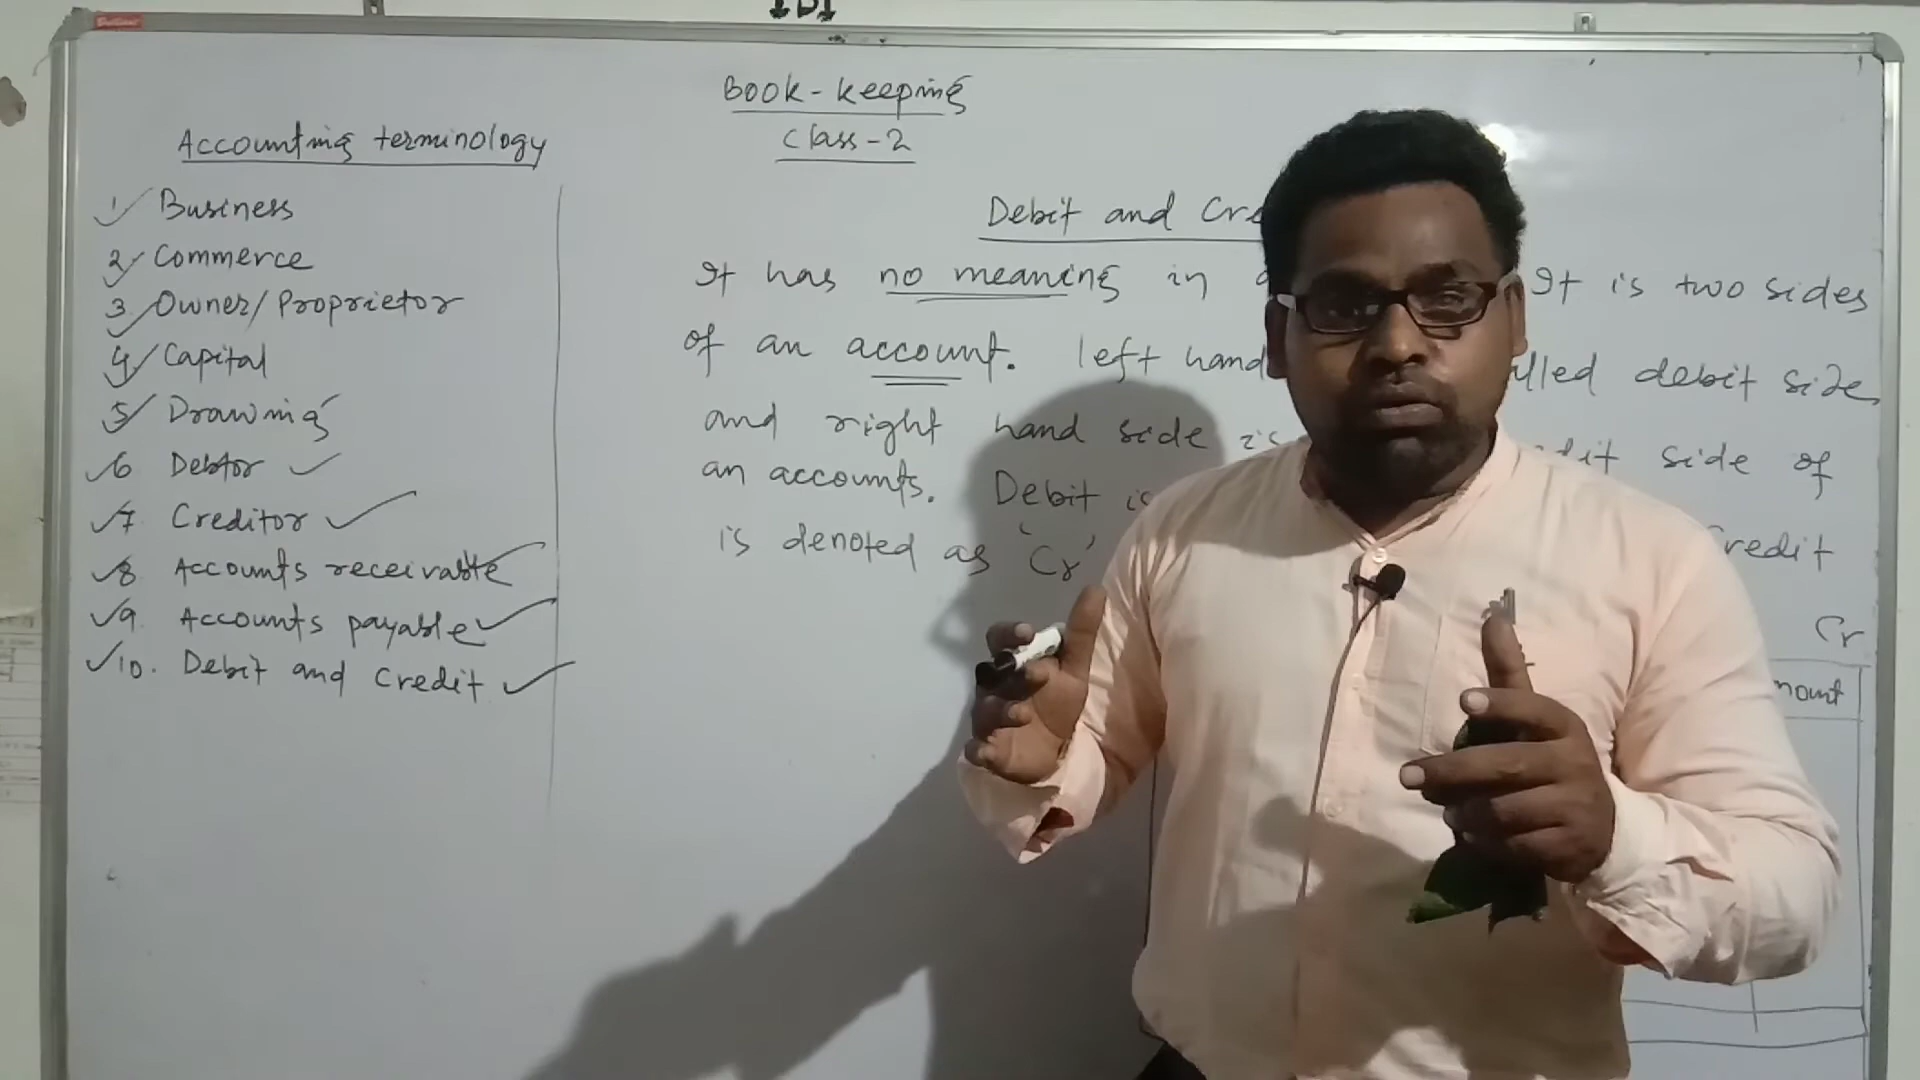 Brilliant
Book-keeping
Class-2
Accounting terminology
1 Business
2 Commerce
3 Owner/Proprietor
4 Capital
5 Drawing
6 Debtor
7 Creditor
8 Accounts receivable
9. Accounts payable
10. Debit and Credit
Debit and Cre
It has no meaning in It is two sides
of an account. left hand lled debit side
and right hand side is dit side of
an accounts. Debit is redit
is denoted as 'Cr'
Cr
mount